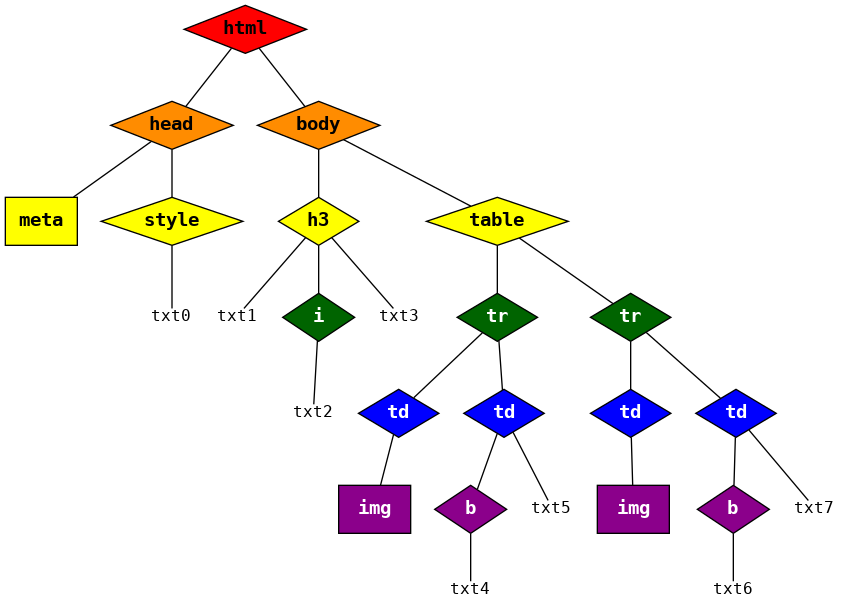 html
head body
meta style h3 table
txt0 txt1 i txt3 tr tr
txt2 td td td td
img b txt5 img b txt7
txt4 txt6